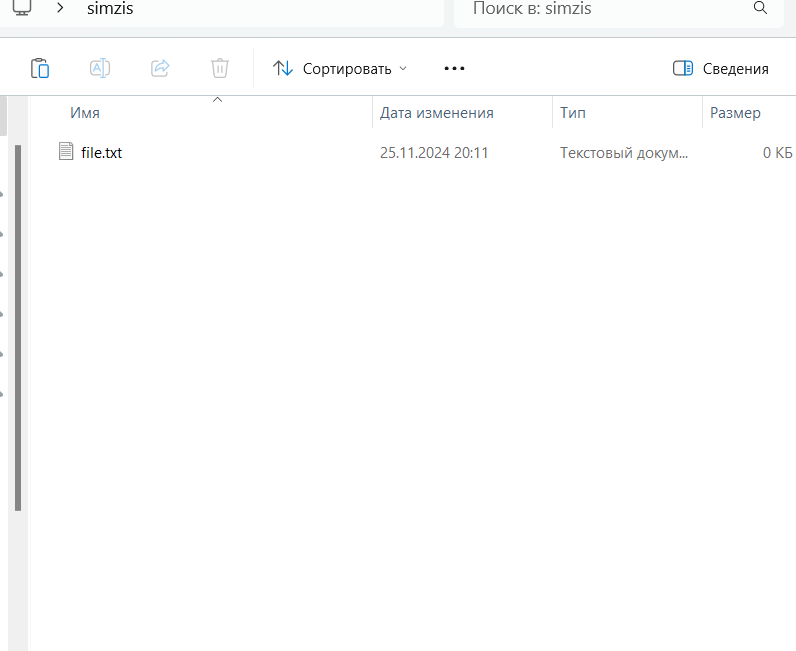 simzis
Поиск в: simzis
Сортировать
Сведения
Имя
Дата изменения
Тип
Размер
file.txt
25.11.2024 20:11
Текстовый докум...
0 КБ